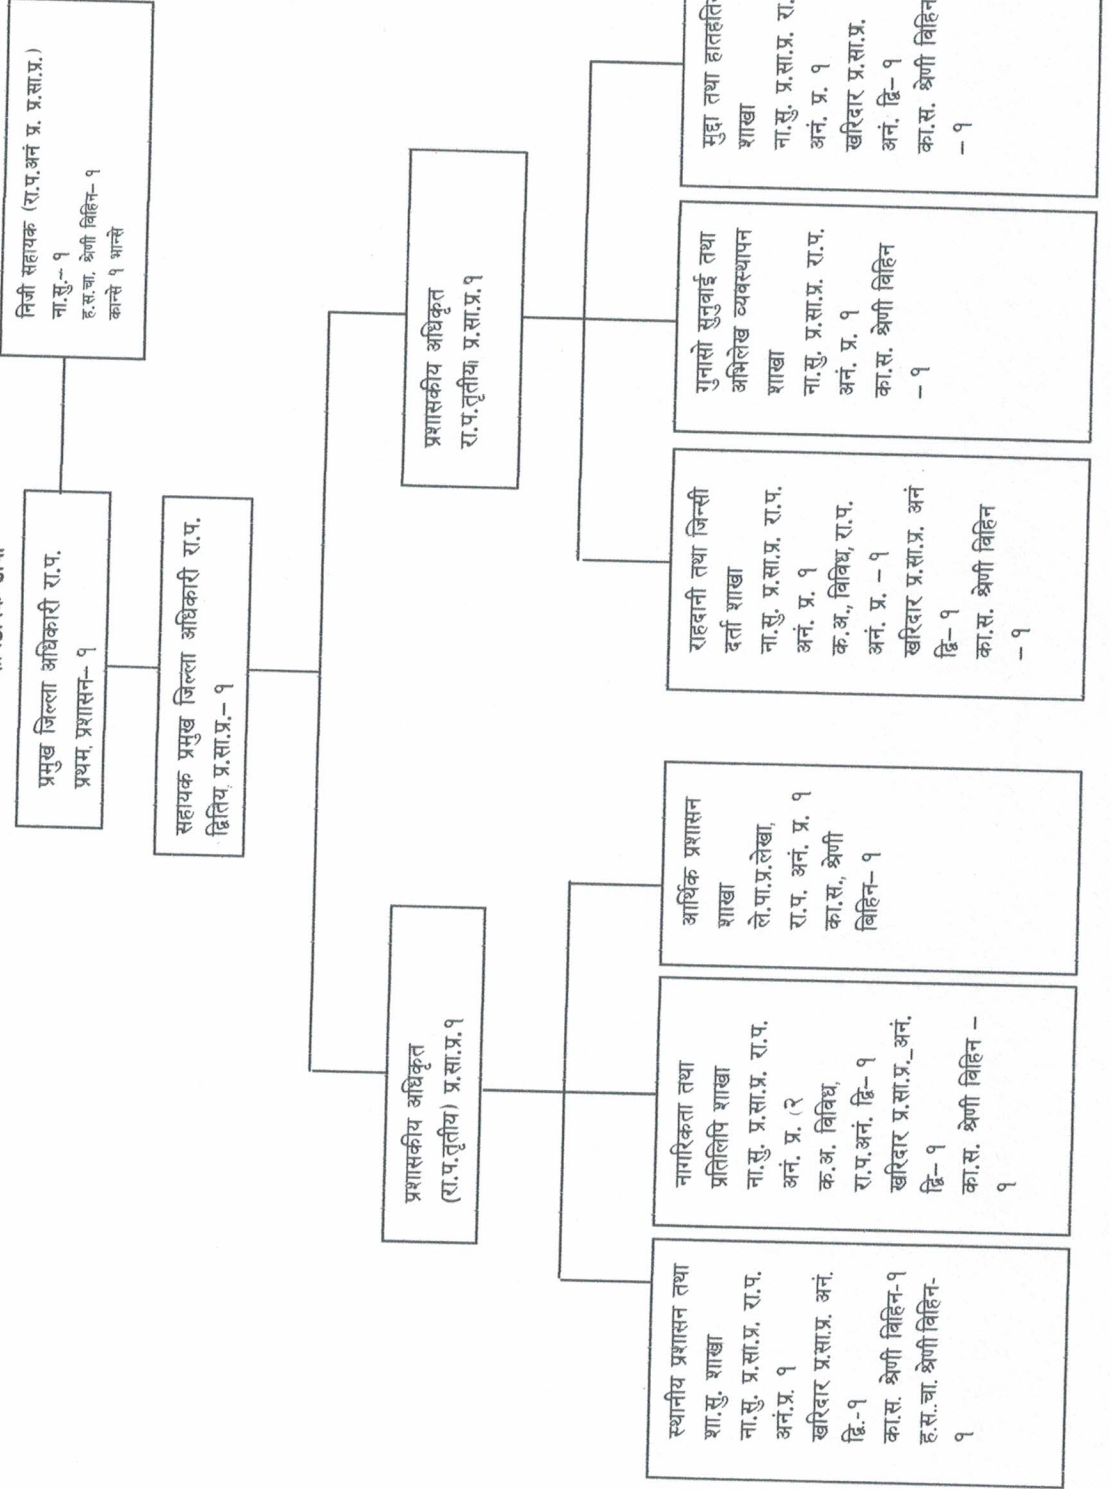 प्रमुख जिल्ला अधिकारी रा.प.
प्रथम, प्रशासन– १
निजी सहायक (रा.प.अनं प्र. प्र.सा.प्र.)
ना.सु.– १
ह.स.चा. श्रेणी विहिन– १
कान्से १ भान्से
सहायक प्रमुख जिल्ला अधिकारी रा.प.
द्वितिय, प्र.सा.प्र.– १
प्रशासकीय अधिकृत
(रा.प.तृतीय) प्र.सा.प्र.१
प्रशासकीय अधिकृत
रा.प.तृतीय प्र.सा.प्र.१
स्थानीय प्रशासन तथा
शा.सु. शाखा
ना.सु. प्र.सा.प्र. रा.प.
अनं.प्र. १
खरिदार प्र.सा.प्र. अनं.
द्वि.-१
का.स. श्रेणी विहिन-१
ह.स..चा. श्रेणी विहिन-
१
नागरिकता तथा
प्रतिलिपि शाखा
ना.सु. प्र.सा.प्र. रा.प.
अनं. प्र. (२
क.अ. विविध,
रा.प.अनं. द्वि– १
खरिदार प्र.सा.प्र._अनं.
द्वि– १
का.स. श्रेणी विहिन –
१
आर्थिक प्रशासन
शाखा
ले.पा.प्र.लेखा,
रा.प. अनं. प्र. १
का.स., श्रेणी
बिहिन– १
राहदानी तथा जिन्सी
दर्ता शाखा
ना.सु. प्र.सा.प्र. रा.प.
अनं. प्र. १
क.अ., विविध, रा.प.
अनं. प्र. – १
खरिदार प्र.सा.प्र. अनं
द्वि– १
का.स. श्रेणी विहिन
– १
गुनासो सुनुवाई तथा
अभिलेख व्यवस्थापन
शाखा
ना.सु. प्र.सा.प्र. रा.प.
अनं. प्र. १
का.स. श्रेणी विहिन
– १
मुद्दा तथा हातहति
शाखा
ना.सु. प्र.सा.प्र. रा.
अनं. प्र. १
खरिदार प्र.सा.प्र.
अनं. द्वि– १
का.स. श्रेणी विहिन
– १